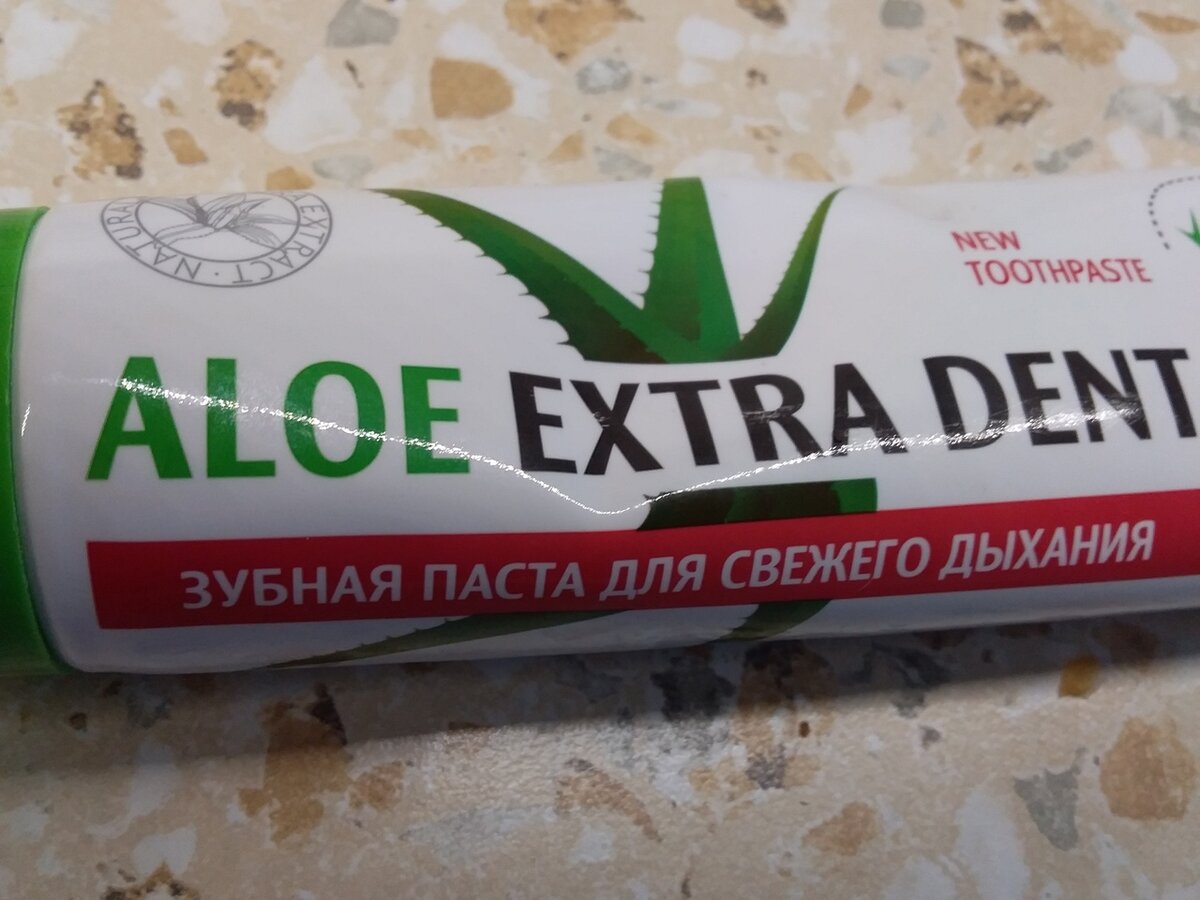 NATURAL EXTRACT
NEW
TOOTHPASTE
ALOE EXTRA DENT
ЗУБНАЯ ПАСТА ДЛЯ СВЕЖЕГО ДЫХАНИЯ